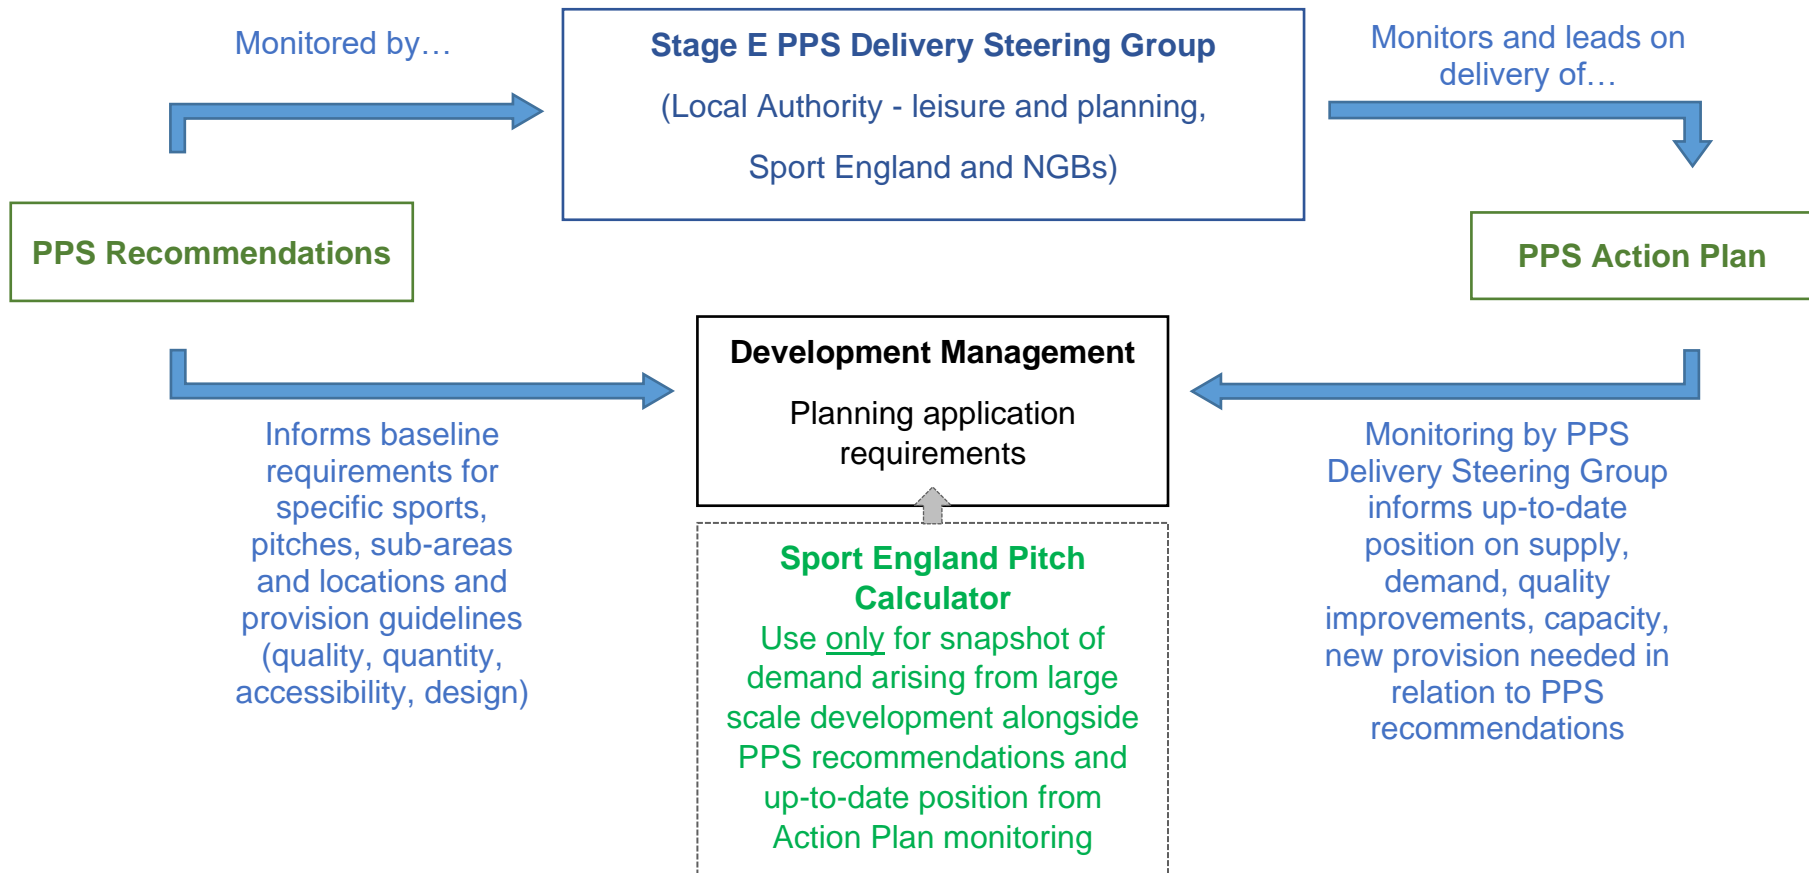 Monitored by…
Stage E PPS Delivery Steering Group
(Local Authority - leisure and planning,
Sport England and NGBs)
Monitors and leads on
delivery of…
PPS Recommendations
PPS Action Plan
Development Management
Planning application
requirements
Informs baseline
requirements for
specific sports,
pitches, sub-areas
and locations and
provision guidelines
(quality, quantity,
accessibility, design)
Sport England Pitch
Calculator
Use only for snapshot of
demand arising from large
scale development alongside
PPS recommendations and
up-to-date position from
Action Plan monitoring
Monitoring by PPS
Delivery Steering Group
informs up-to-date
position on supply,
demand, quality
improvements, capacity,
new provision needed in
relation to PPS
recommendations